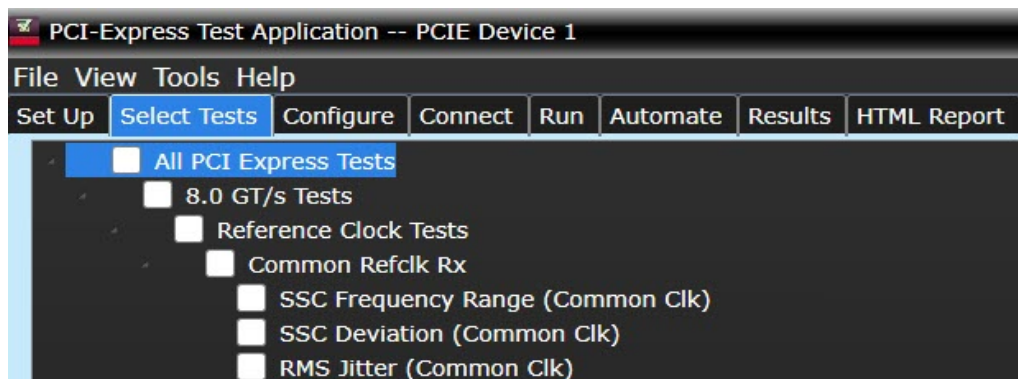 PCI-Express Test Application -- PCIE Device 1
File View Tools Help
Set Up Select Tests Configure Connect Run Automate Results HTML Report
All PCI Express Tests
8.0 GT/s Tests
Reference Clock Tests
Common Refclk Rx
SSC Frequency Range (Common Clk)
SSC Deviation (Common Clk)
RMS Jitter (Common Clk)